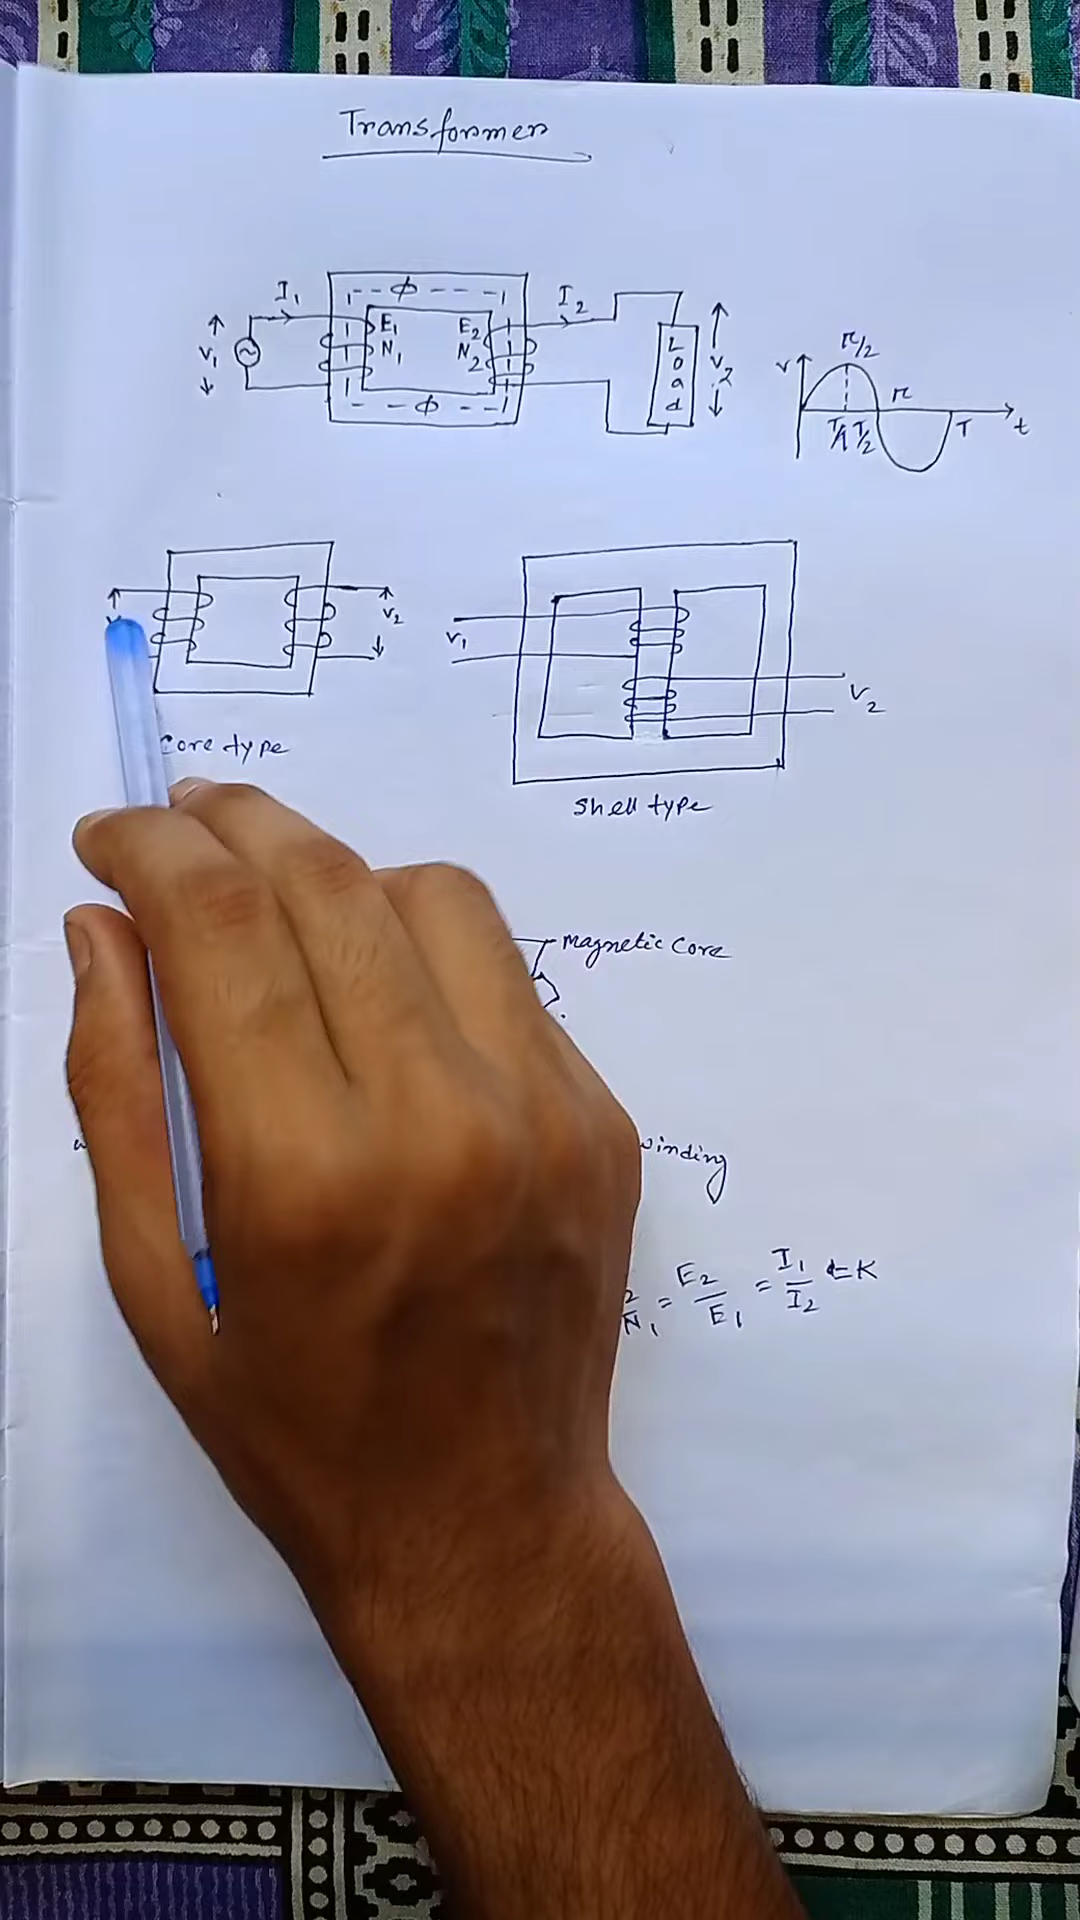 Transformer
I₁ ϕ I₂
V₁ E₁ N₁ E₂ N₂ Load V₂
ϕ
V π/2 π T/4 T/2 T t
V₂
V₁ V₂
Core type
Shell type
Magnetic Core
winding
N₁ = E₂/E₁ = I₁/I₂ = K